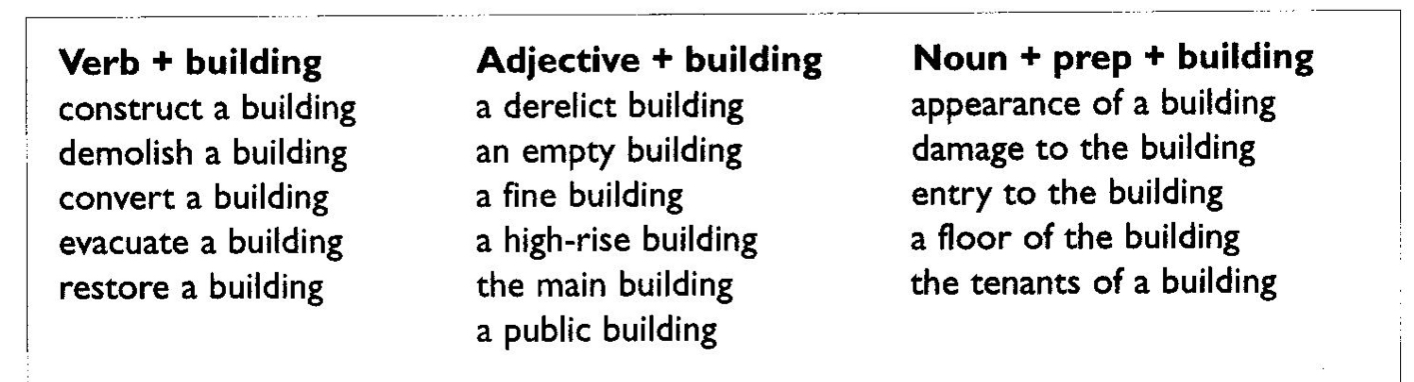 Verb + building
construct a building
demolish a building
convert a building
evacuate a building
restore a building
Adjective + building
a derelict building
an empty building
a fine building
a high-rise building
the main building
a public building
Noun + prep + building
appearance of a building
damage to the building
entry to the building
a floor of the building
the tenants of a building